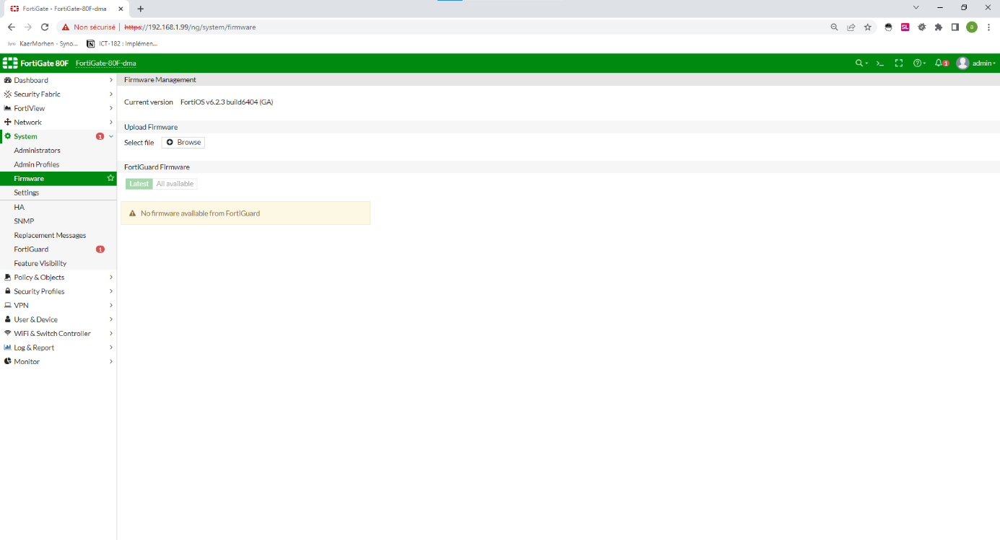 FortiGate - FortiGate-80F-dma
Non sécurisé | https://192.168.1.99/ng/system/firmware
SL
a
Sync KaerMorhen - Syno... ICT-182 : Implémen...
FortiGate 80F FortiGate-80F-dma
1 admin
Dashboard
Security Fabric
FortiView
Network
System 1
Administrators
Admin Profiles
Firmware
Settings
HA
SNMP
Replacement Messages
FortiGuard 1
Feature Visibility
Policy & Objects
Security Profiles
VPN
User & Device
WiFi & Switch Controller
Log & Report
Monitor
Firmware Management
Current version FortiOS v6.2.3 build6404 (GA)
Upload Firmware
Select file Browse
FortiGuard Firmware
Latest All available
No firmware available from FortiGuard